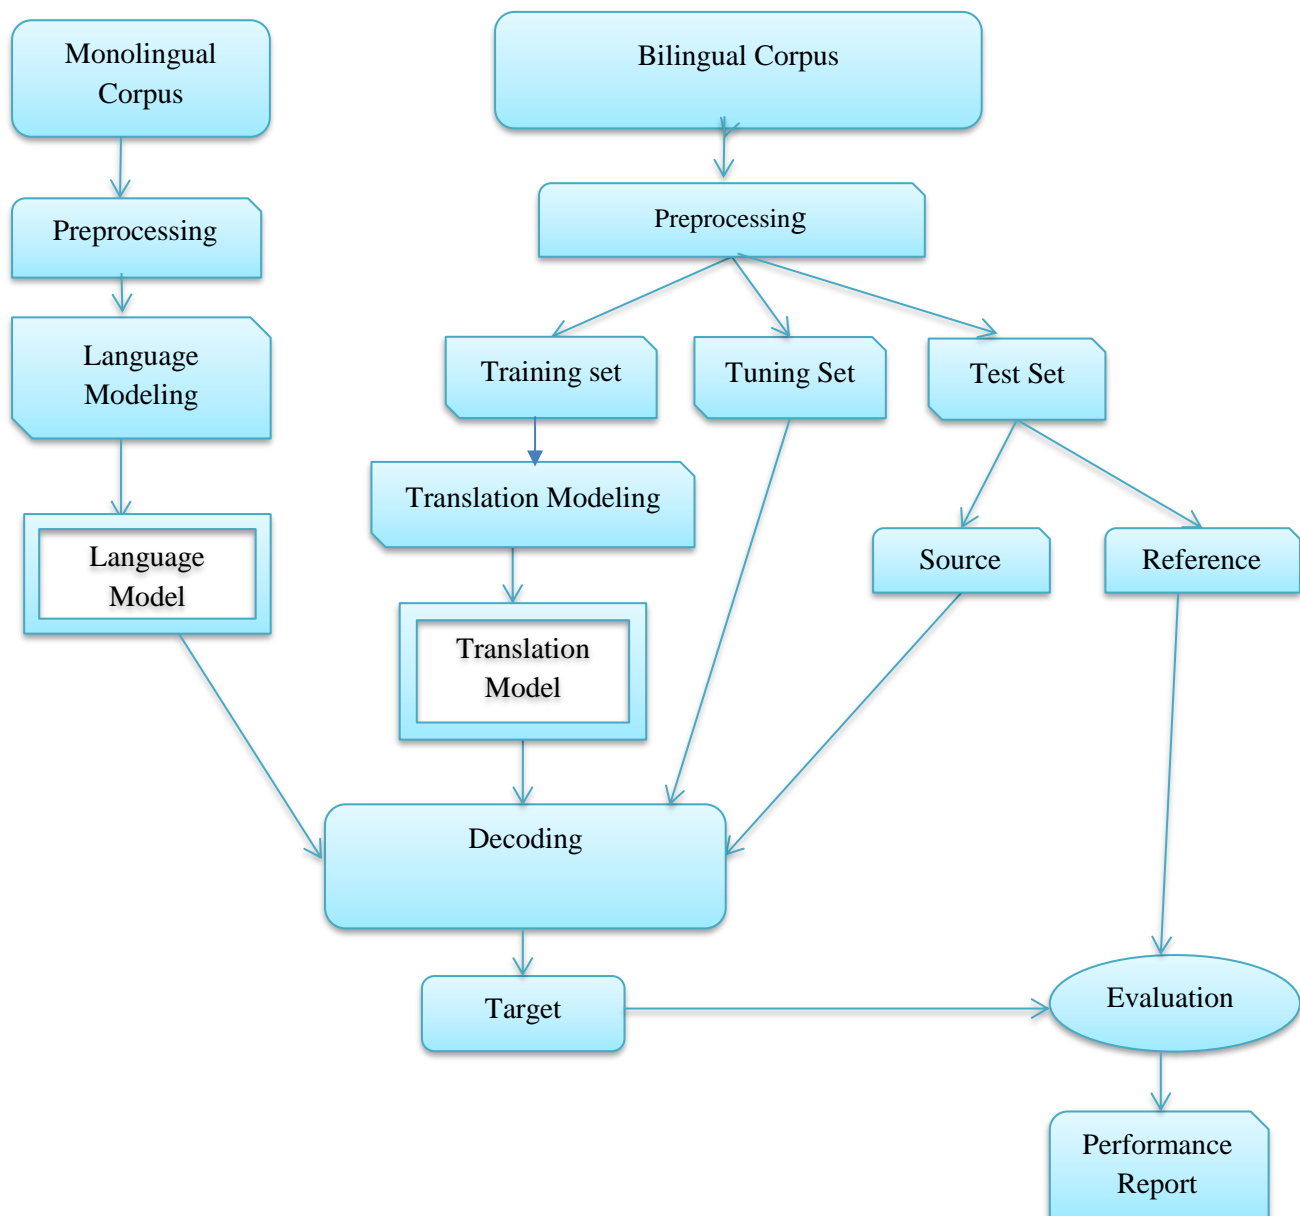 Monolingual
Corpus
Bilingual Corpus
Preprocessing
Preprocessing
Language
Modeling
Training set
Tuning Set
Test Set
Translation Modeling
Language
Model
Source
Reference
Translation
Model
Decoding
Target
Evaluation
Performance
Report